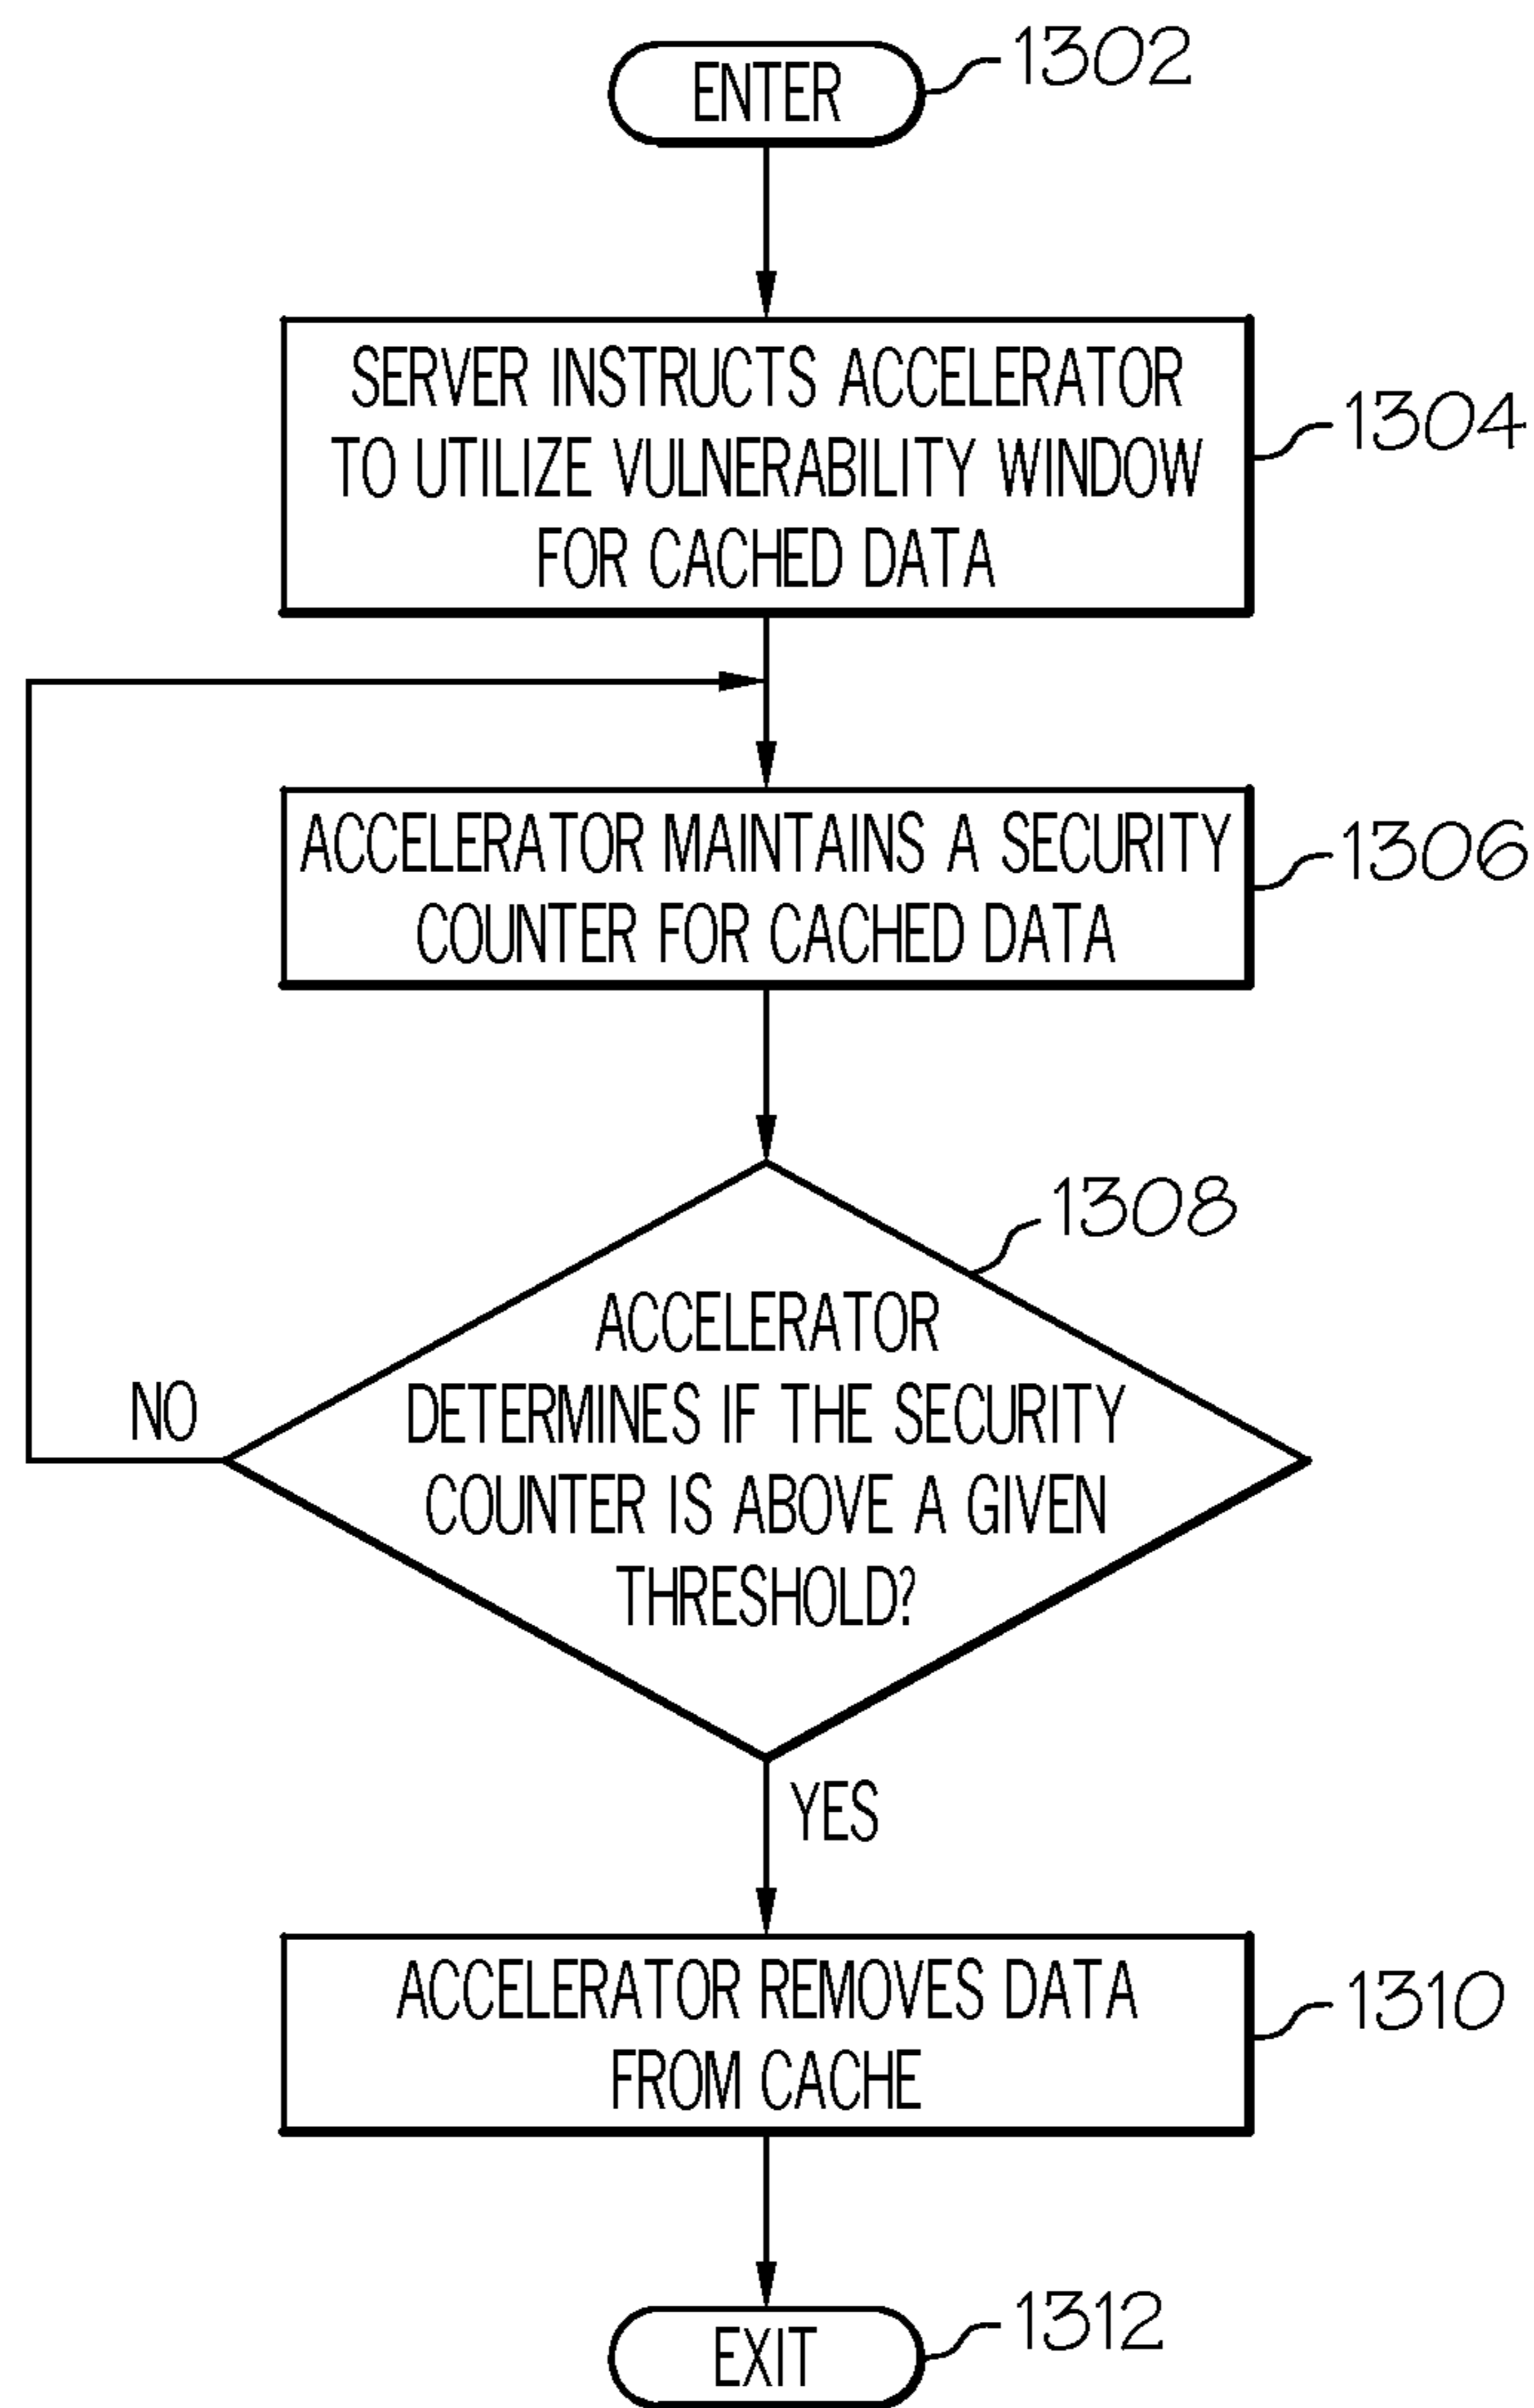 ENTER
1302
SERVER INSTRUCTS ACCELERATOR
TO UTILIZE VULNERABILITY WINDOW
FOR CACHED DATA
1304
ACCELERATOR MAINTAINS A SECURITY
COUNTER FOR CACHED DATA
1306
1308
ACCELERATOR
DETERMINES IF THE SECURITY
COUNTER IS ABOVE A GIVEN
THRESHOLD?
NO
YES
ACCELERATOR REMOVES DATA
FROM CACHE
1310
EXIT
1312